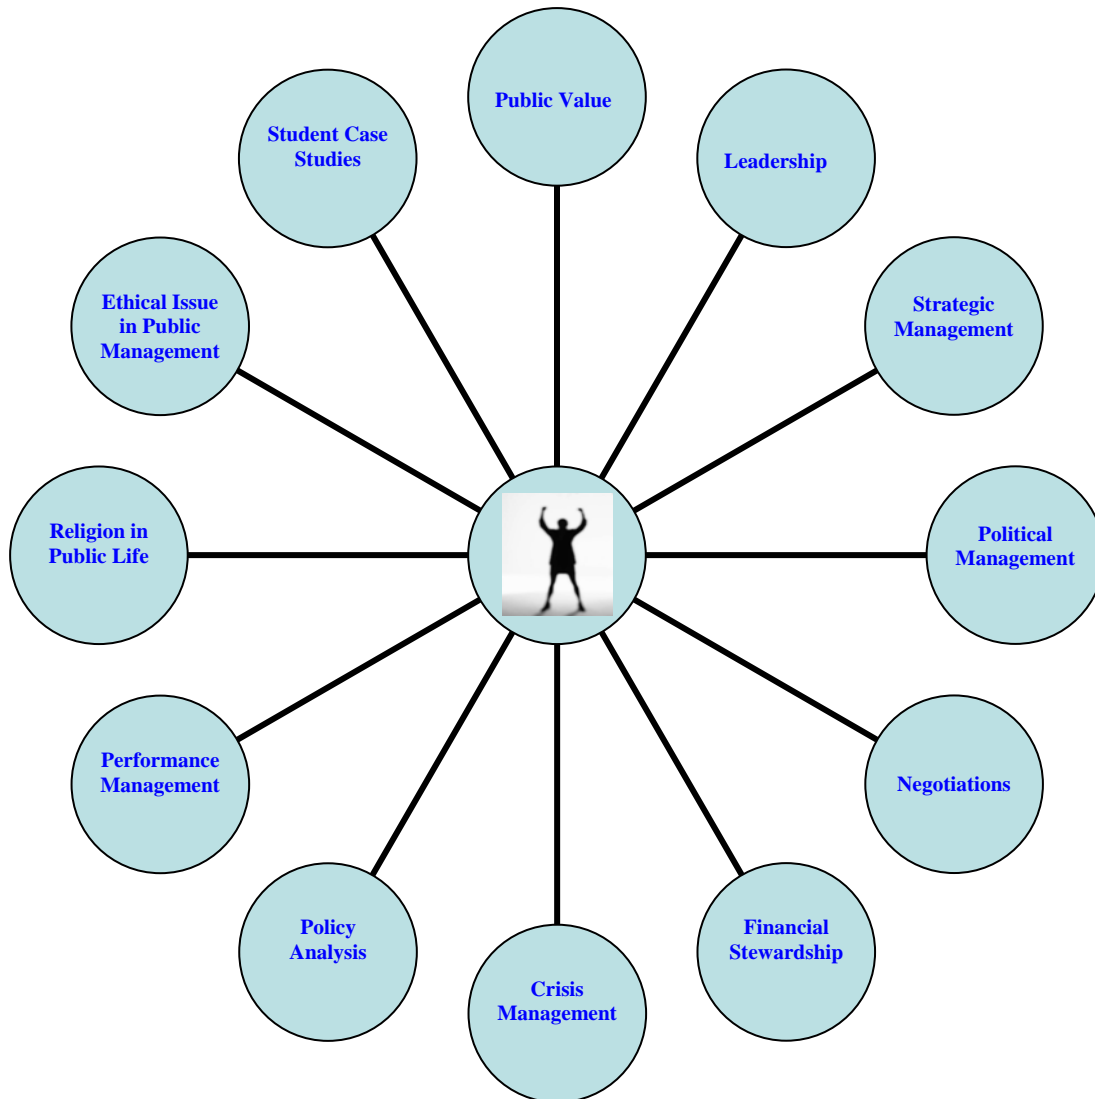 Public Value
Leadership
Strategic
Management
Political
Management
Negotiations
Financial
Stewardship
Crisis
Management
Policy
Analysis
Performance
Management
Religion in
Public Life
Ethical Issue
in Public
Management
Student Case
Studies